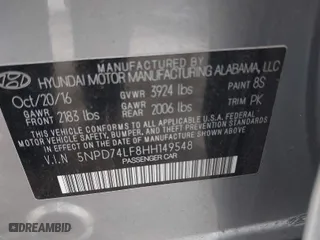 MANUFACTURED BY
HYUNDAI MOTOR MANUFACTURING ALABAMA, LLC
Oct/20/16 GVWR 3924 lbs PAINT 8S
GAWR FRONT 2183 lbs GAWR REAR 2006 lbs TRIM PK
THIS VEHICLE CONFORMS TO ALL APPLICABLE U.S. FEDERAL
MOTOR VEHICLE SAFETY, BUMPER, AND THEFT PREVENTION STANDARDS
IN EFFECT ON THE DATE OF MANUFACTURE SHOWN ABOVE.
V.I.N 5NPD74LF8HH149548
PASSENGER CAR
DREAMBID